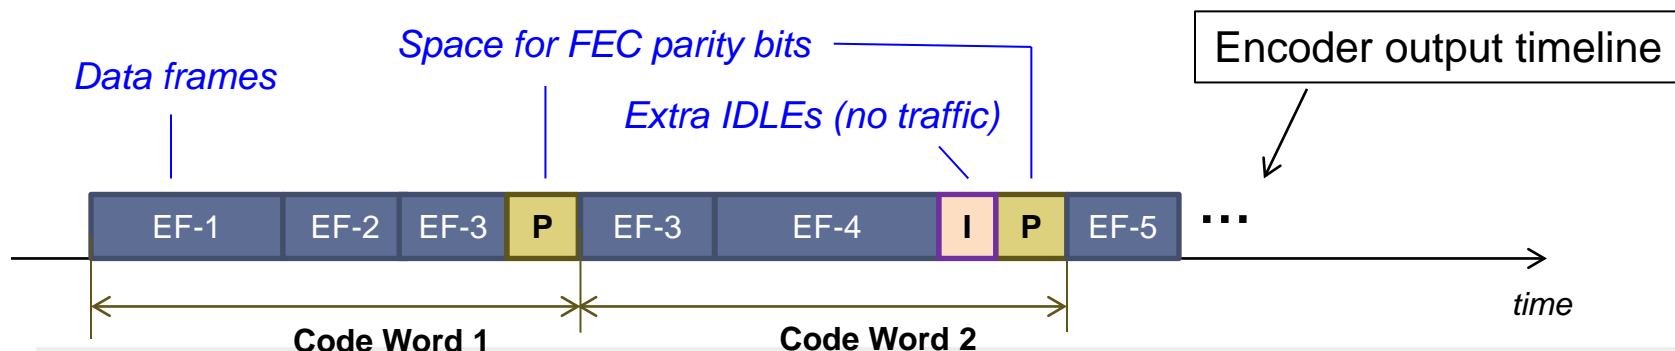 Space for FEC parity bits
Encoder output timeline
Data frames
Extra IDLEs (no traffic)
EF-1 EF-2 EF-3 P EF-3 EF-4 I P EF-5 ...
time
Code Word 1 Code Word 2